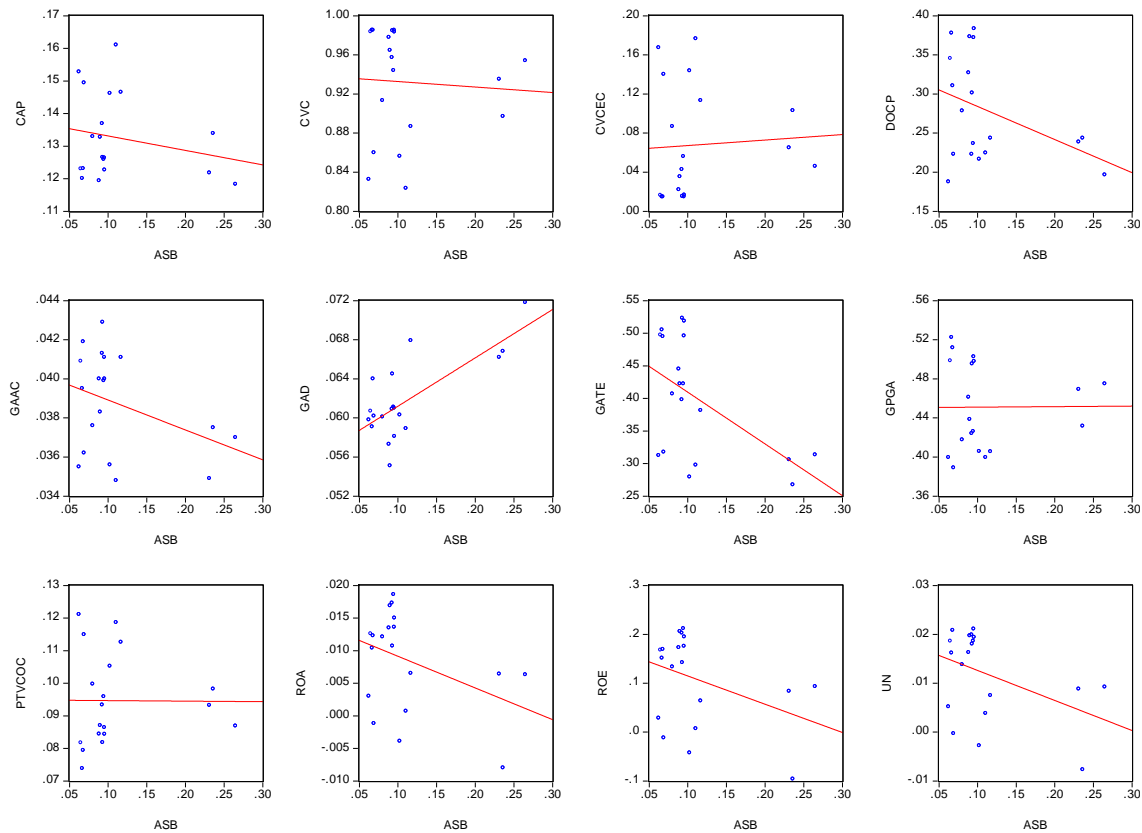 CAP
.17
.16
.15
.14
.13
.12
.11
.05 .10 .15 .20 .25 .30
ASB
CVC
1.00
0.96
0.92
0.88
0.84
0.80
.05 .10 .15 .20 .25 .30
ASB
CVCEC
.20
.16
.12
.08
.04
.00
.05 .10 .15 .20 .25 .30
ASB
DOCP
.40
.35
.30
.25
.20
.15
.05 .10 .15 .20 .25 .30
ASB
GAAC
.044
.042
.040
.038
.036
.034
.05 .10 .15 .20 .25 .30
ASB
GAD
.072
.068
.064
.060
.056
.052
.05 .10 .15 .20 .25 .30
ASB
GATE
.55
.50
.45
.40
.35
.30
.25
.05 .10 .15 .20 .25 .30
ASB
GPGA
.56
.52
.48
.44
.40
.36
.05 .10 .15 .20 .25 .30
ASB
PTVCOC
.13
.12
.11
.10
.09
.08
.07
.05 .10 .15 .20 .25 .30
ASB
ROA
.020
.015
.010
.005
.000
-.005
-.010
.05 .10 .15 .20 .25 .30
ASB
ROE
.3
.2
.1
.0
-.1
.05 .10 .15 .20 .25 .30
ASB
UN
.03
.02
.01
.00
-.01
.05 .10 .15 .20 .25 .30
ASB